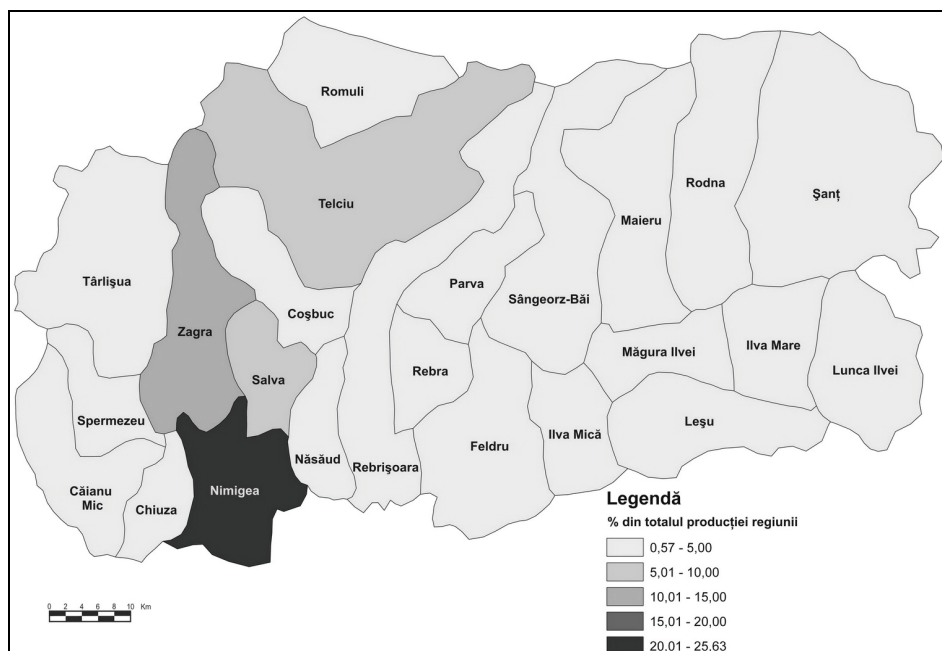 Romuli
Telciu
Rodna
Şanţ
Maieru
Târlişua
Parva
Sângeorz-Băi
Coşbuc
Zagra
Măgura Ilvei
Ilva Mare
Lunca Ilvei
Rebra
Salva
Spermezeu
Leşu
Ilva Mică
Feldru
Năsăud
Rebrişoara
Căianu
Mic
Chiuza
Nimigea
Legendă
% din totalul producţiei regiunii
0,57 - 5,00
5,01 - 10,00
10,01 - 15,00
15,01 - 20,00
20,01 - 25,63
0 2 4 6 8 10 Km